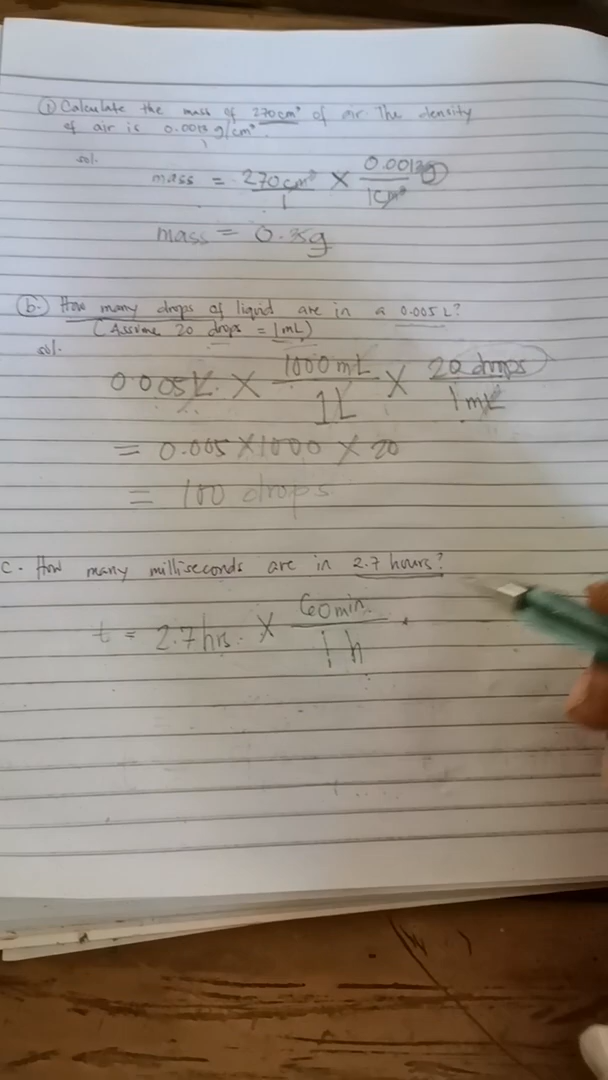 ① Calculate the mass of 270cm³ of air. The density
of air is 0.0013 g/cm³.
sol.
mass = 270cm³/1 × 0.0013g/1cm³
mass = 0.35g
b. How many drops of liquid are in a 0.005 L?
(Assume 20 drops = 1mL)
sol.
0.005L × 1000mL/1L × 20 drops/1mL
= 0.005 × 1000 × 20
= 100 drops
c. How many milliseconds are in 2.7 hours?
t = 2.7hrs. × 60min./1h